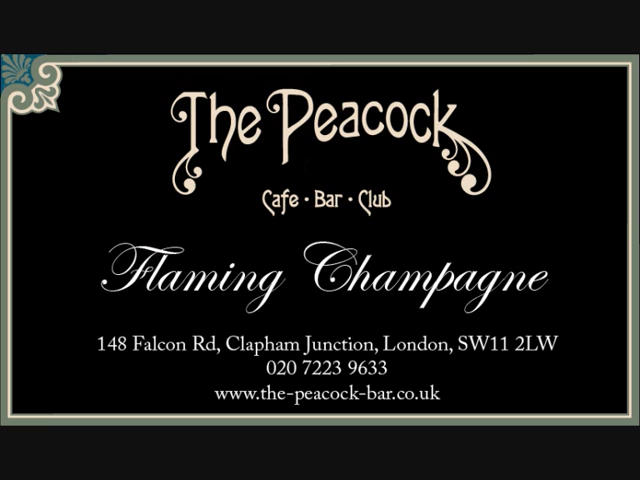 The Peacock
Cafe · Bar · Club
Flaming Champagne
148 Falcon Rd, Clapham Junction, London, SW11 2LW
020 7223 9633
www.the-peacock-bar.co.uk